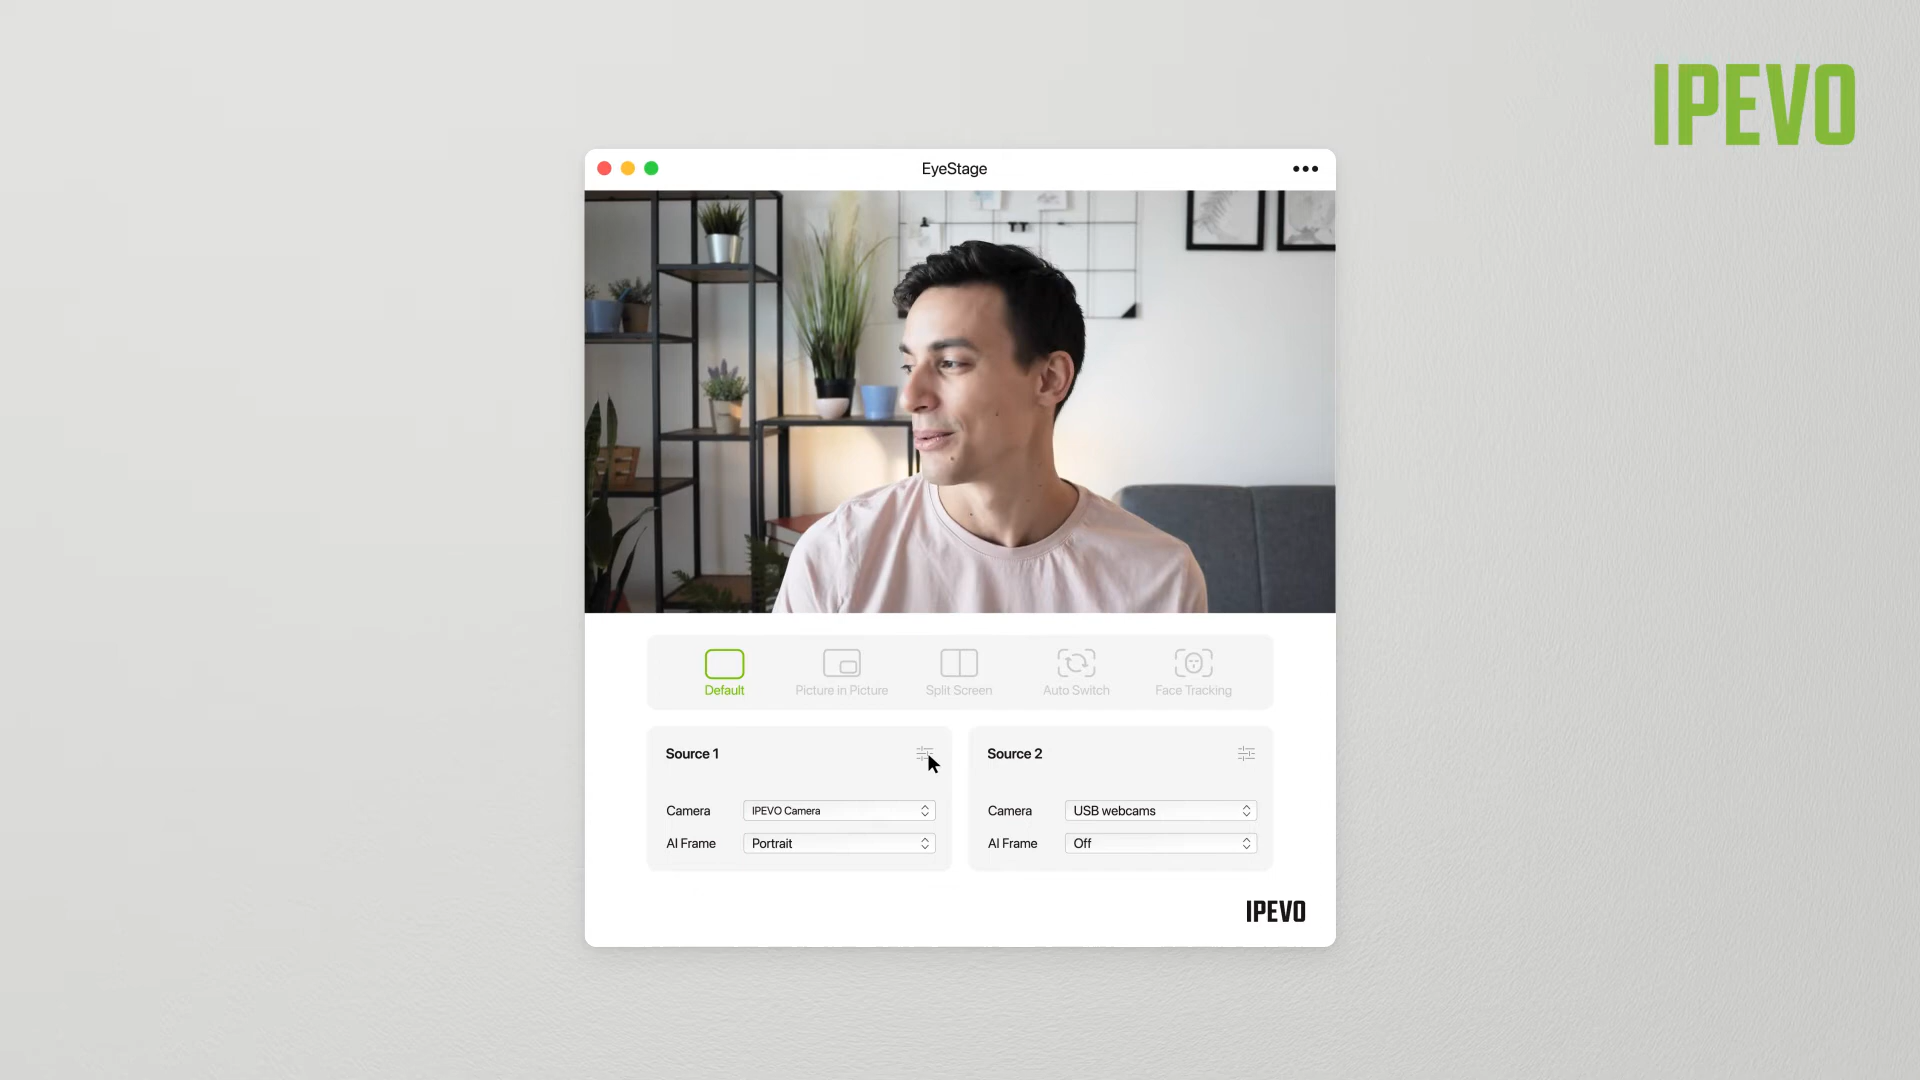 IPEVO
EyeStage
Default
Picture in Picture
Split Screen
Auto Switch
Face Tracking
Source 1
Camera
IPEVO Camera
AI Frame
Portrait
Source 2
Camera
USB webcams
AI Frame
Off
IPEVO